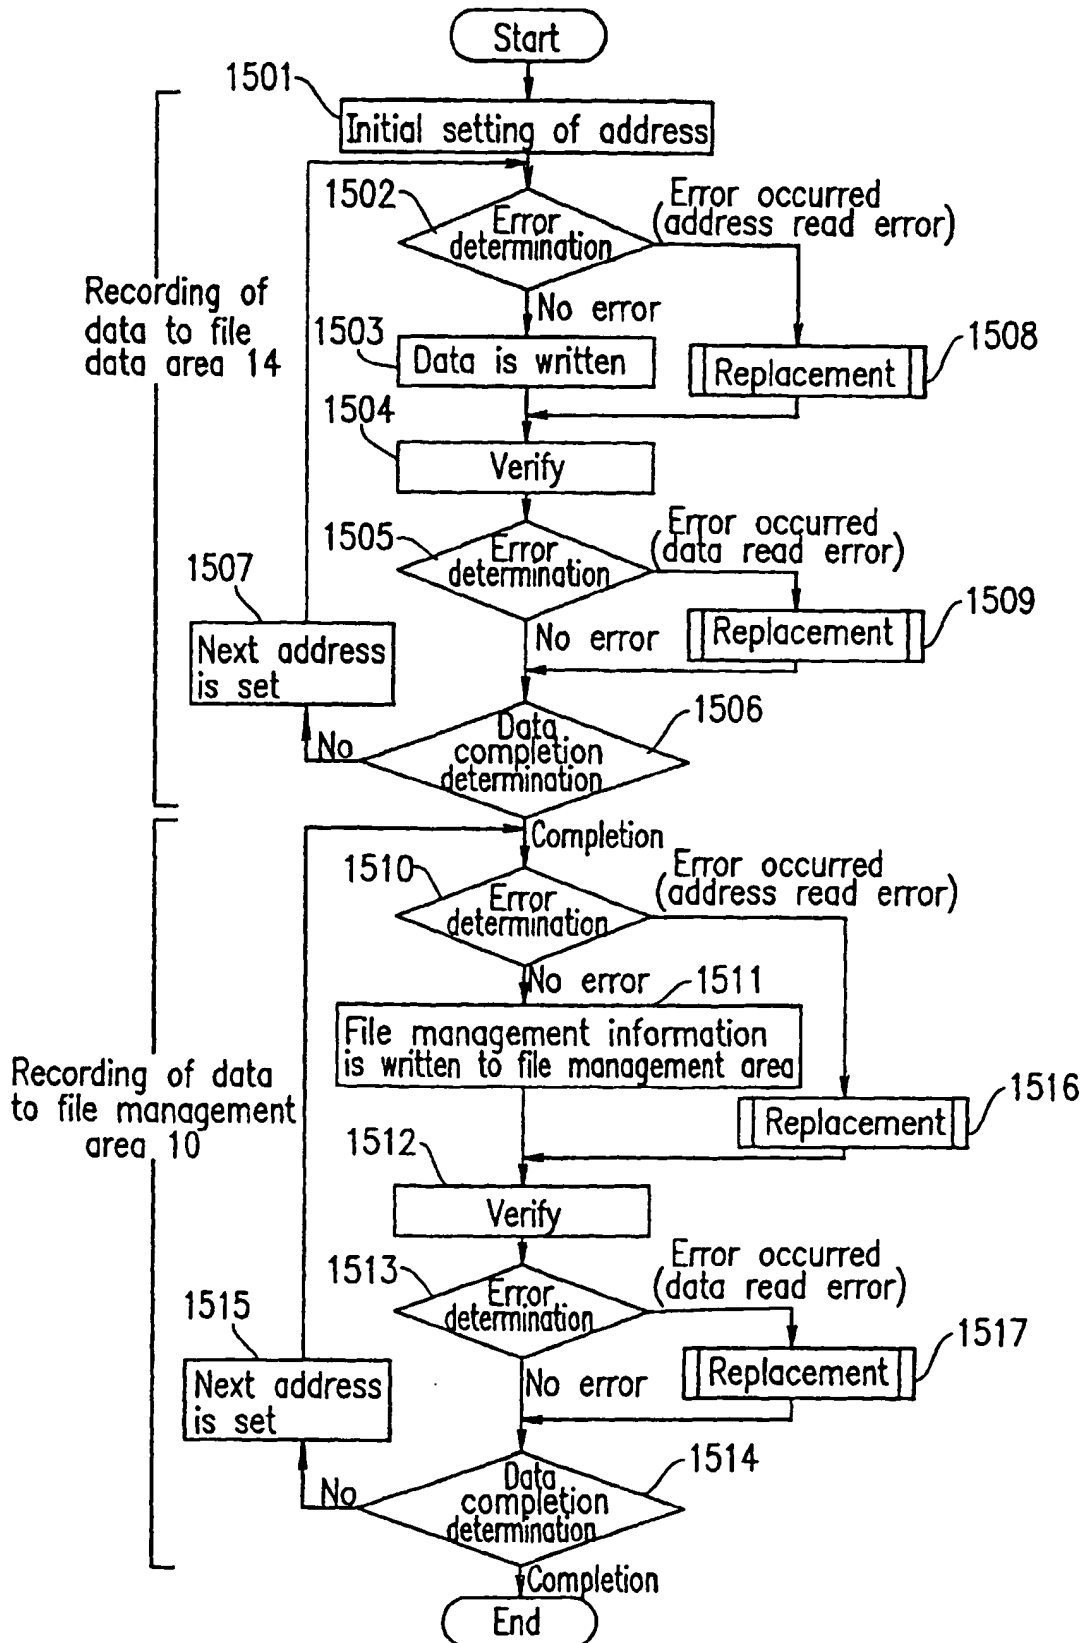 Start
1501
Initial setting of address
1502
Error
determination
Error occurred
(address read error)
No error
1503
Data is written
1508
Replacement
Recording of
data to file
data area 14
1504
Verify
1505
Error
determination
Error occurred
(data read error)
1507
Next address
is set
No error
1509
Replacement
1506
Data
completion
determination
No
Completion
1510
Error
determination
Error occurred
(address read error)
No error
1511
File management information
is written to file management area
Recording of data
to file management
area 10
1516
Replacement
1512
Verify
1513
Error
determination
Error occurred
(data read error)
1515
Next address
is set
No error
1517
Replacement
1514
Data
completion
determination
No
Completion
End